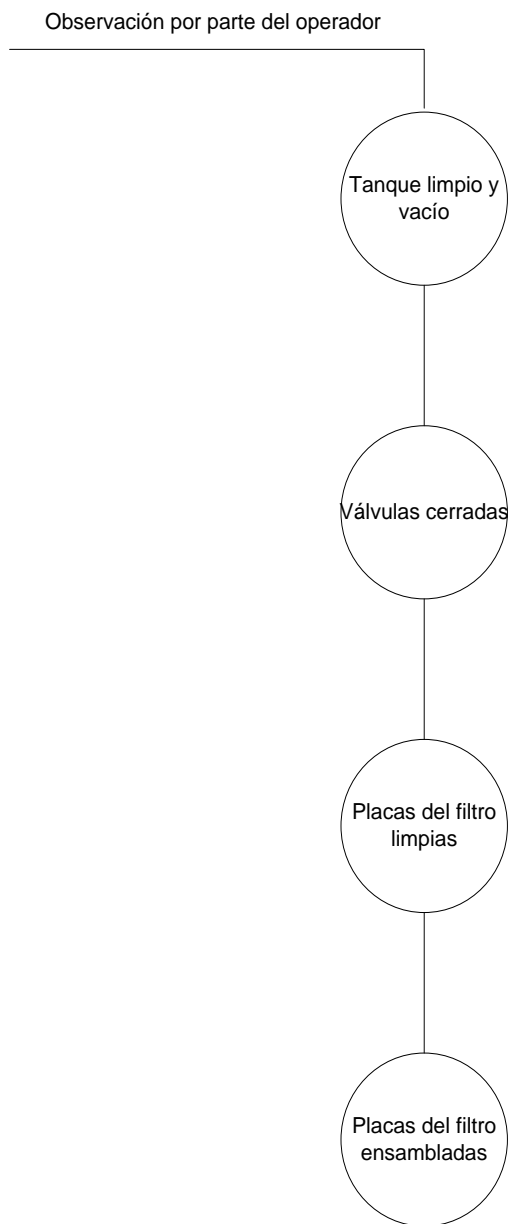 Observación por parte del operador
Tanque limpio y
vacío
Válvulas cerradas
Placas del filtro
limpias
Placas del filtro
ensambladas